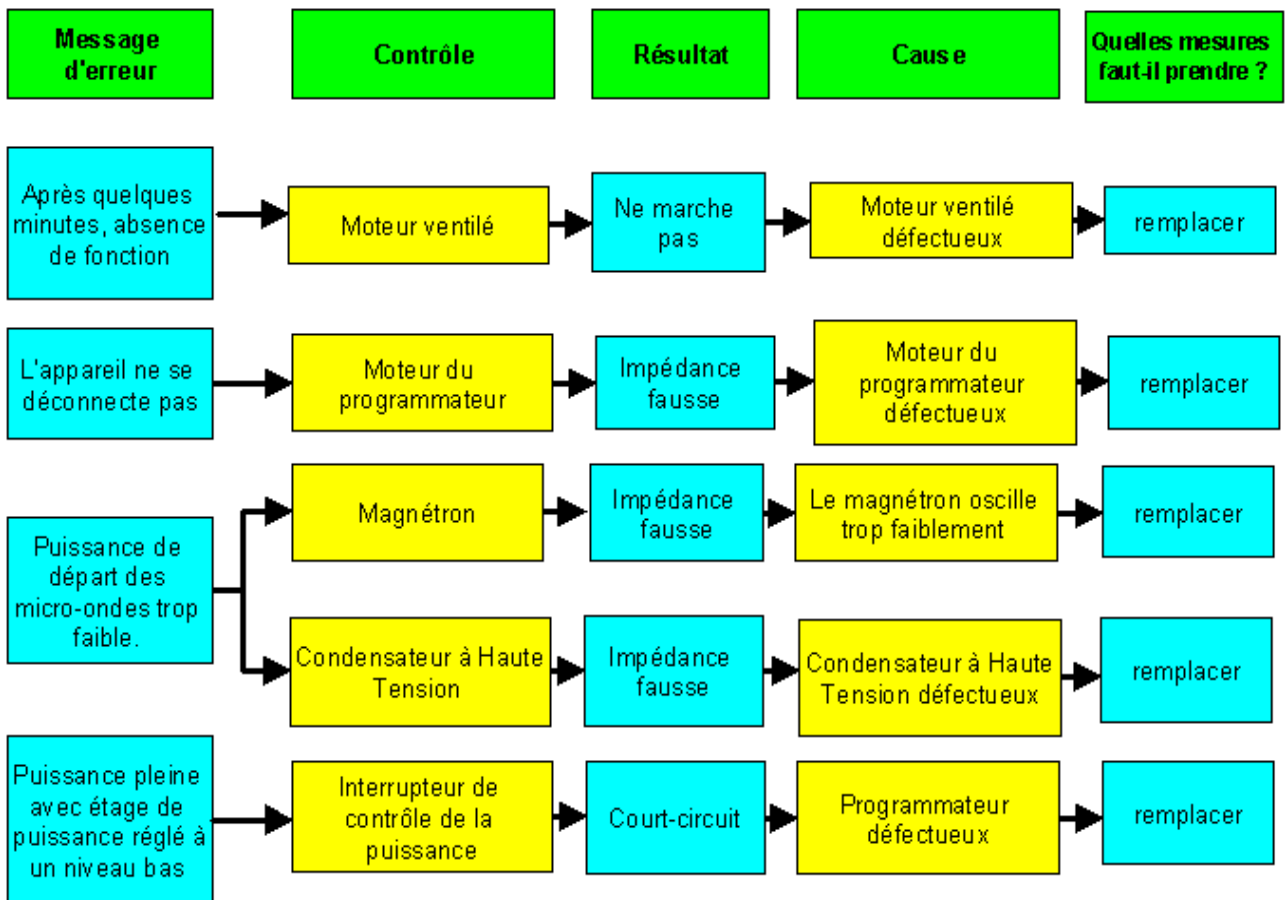 Message
d'erreur
Contrôle
Résultat
Cause
Quelles mesures
faut-il prendre ?
Après quelques
minutes, absence
de fonction
Moteur ventilé
Ne marche
pas
Moteur ventilé
défectueux
remplacer
L'appareil ne se
déconnecte pas
Moteur du
programmateur
Impédance
fausse
Moteur du
programmateur
défectueux
remplacer
Puissance de
départ des
micro-ondes trop
faible.
Magnétron
Impédance
fausse
Le magnétron oscille
trop faiblement
remplacer
Condensateur à Haute
Tension
Impédance
fausse
Condensateur à Haute
Tension défectueux
remplacer
Puissance pleine
avec étage de
puissance réglé à
un niveau bas
Interrupteur de
contrôle de la
puissance
Court-circuit
Programmateur
défectueux
remplacer